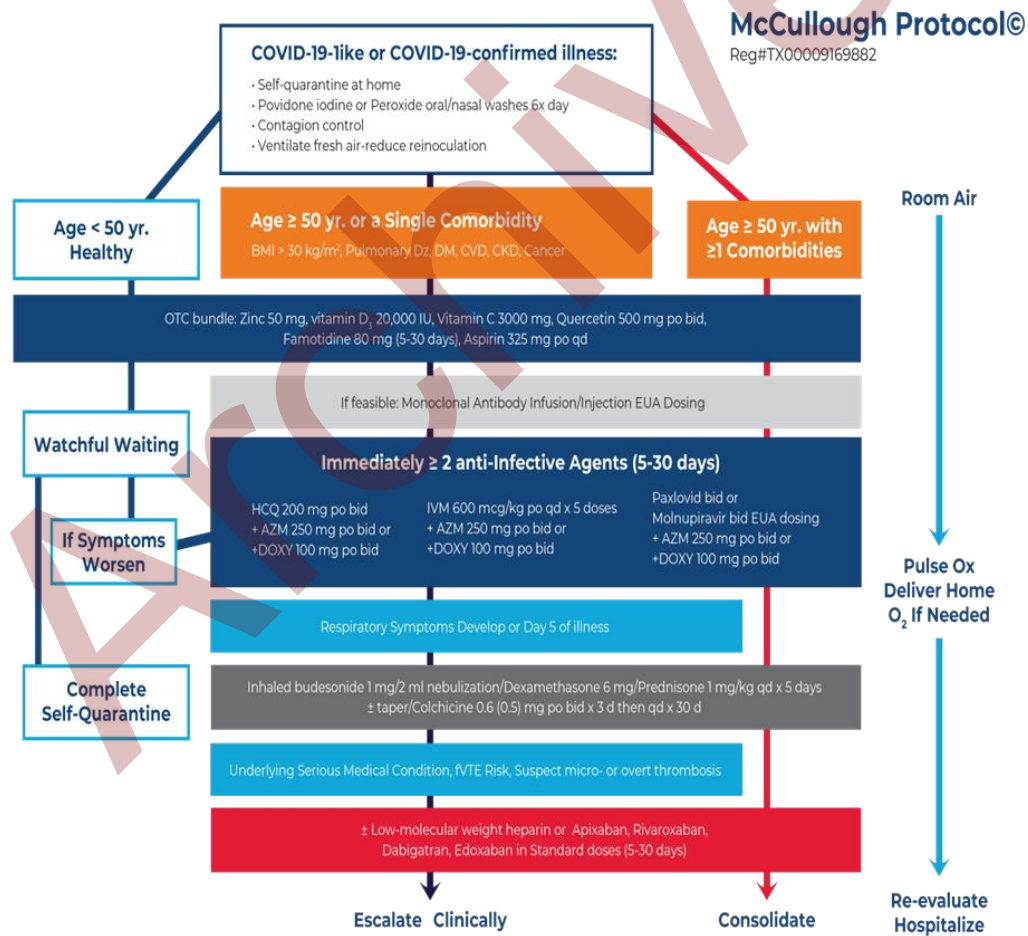 McCullough Protocol©
Reg#TX00009169882
COVID-19-like or COVID-19-confirmed illness:
• Self-quarantine at home
• Povidone iodine or Peroxide oral/nasal washes 6x day
• Contagion control
• Ventilate fresh air-reduce reinoculation
Age < 50 yr.
Healthy
Age ≥ 50 yr. or a Single Comorbidity
BMI > 30 kg/m², Pulmonary Dz, DM, CVD, CKD, Cancer
Age ≥ 50 yr. with
≥1 Comorbidities
Room Air
OTC bundle: Zinc 50 mg, vitamin D₃ 20,000 IU, Vitamin C 3000 mg, Quercetin 500 mg po bid,
Famotidine 80 mg (5-30 days), Aspirin 325 mg po qd
If feasible: Monoclonal Antibody Infusion/Injection EUA Dosing
Watchful Waiting
If Symptoms
Worsen
Immediately ≥ 2 anti-Infective Agents (5-30 days)
HCQ 200 mg po bid
+ AZM 250 mg po bid or
+DOXY 100 mg po bid
IVM 600 mcg/kg po qd x 5 doses
+ AZM 250 mg po bid or
+DOXY 100 mg po bid
Paxlovid bid or
Molnupiravir bid EUA dosing
+ AZM 250 mg po bid or
+DOXY 100 mg po bid
Pulse Ox
Deliver Home
O₂ If Needed
Respiratory Symptoms Develop or Day 5 of illness
Complete
Self-Quarantine
Inhaled budesonide 1 mg/2 ml nebulization/Dexamethasone 6 mg/Prednisone 1 mg/kg qd x 5 days
± taper/Colchicine 0.6 (0.5) mg po bid x 3 d then qd x 30 d
Underlying Serious Medical Condition, fVTE Risk, Suspect micro- or overt thrombosis
± Low-molecular weight heparin or Apixaban, Rivaroxaban,
Dabigatran, Edoxaban in Standard doses (5-30 days)
Escalate Clinically
Consolidate
Re-evaluate
Hospitalize